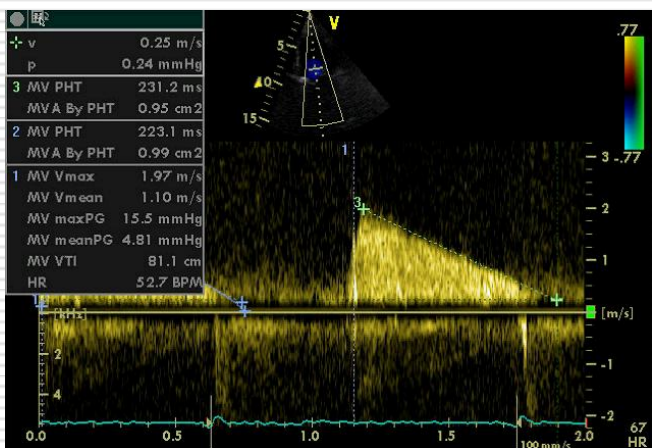 V
v 0.25 m/s
p 0.24 mmHg
3 MV PHT 231.2 ms
MVA By PHT 0.95 cm2
2 MV PHT 223.1 ms
MVA By PHT 0.99 cm2
1 MV Vmax 1.97 m/s
MV Vmean 1.10 m/s
MV maxPG 15.5 mmHg
MV meanPG 4.81 mmHg
MV VTI 81.1 cm
HR 52.7 BPM
5
10
15
.77
-.77
1
3
3
2
1
[m/s]
-1
-2
[kHz]
2
4
0.0 0.5 1.0 1.5 2.0
100 mm/s
67
HR